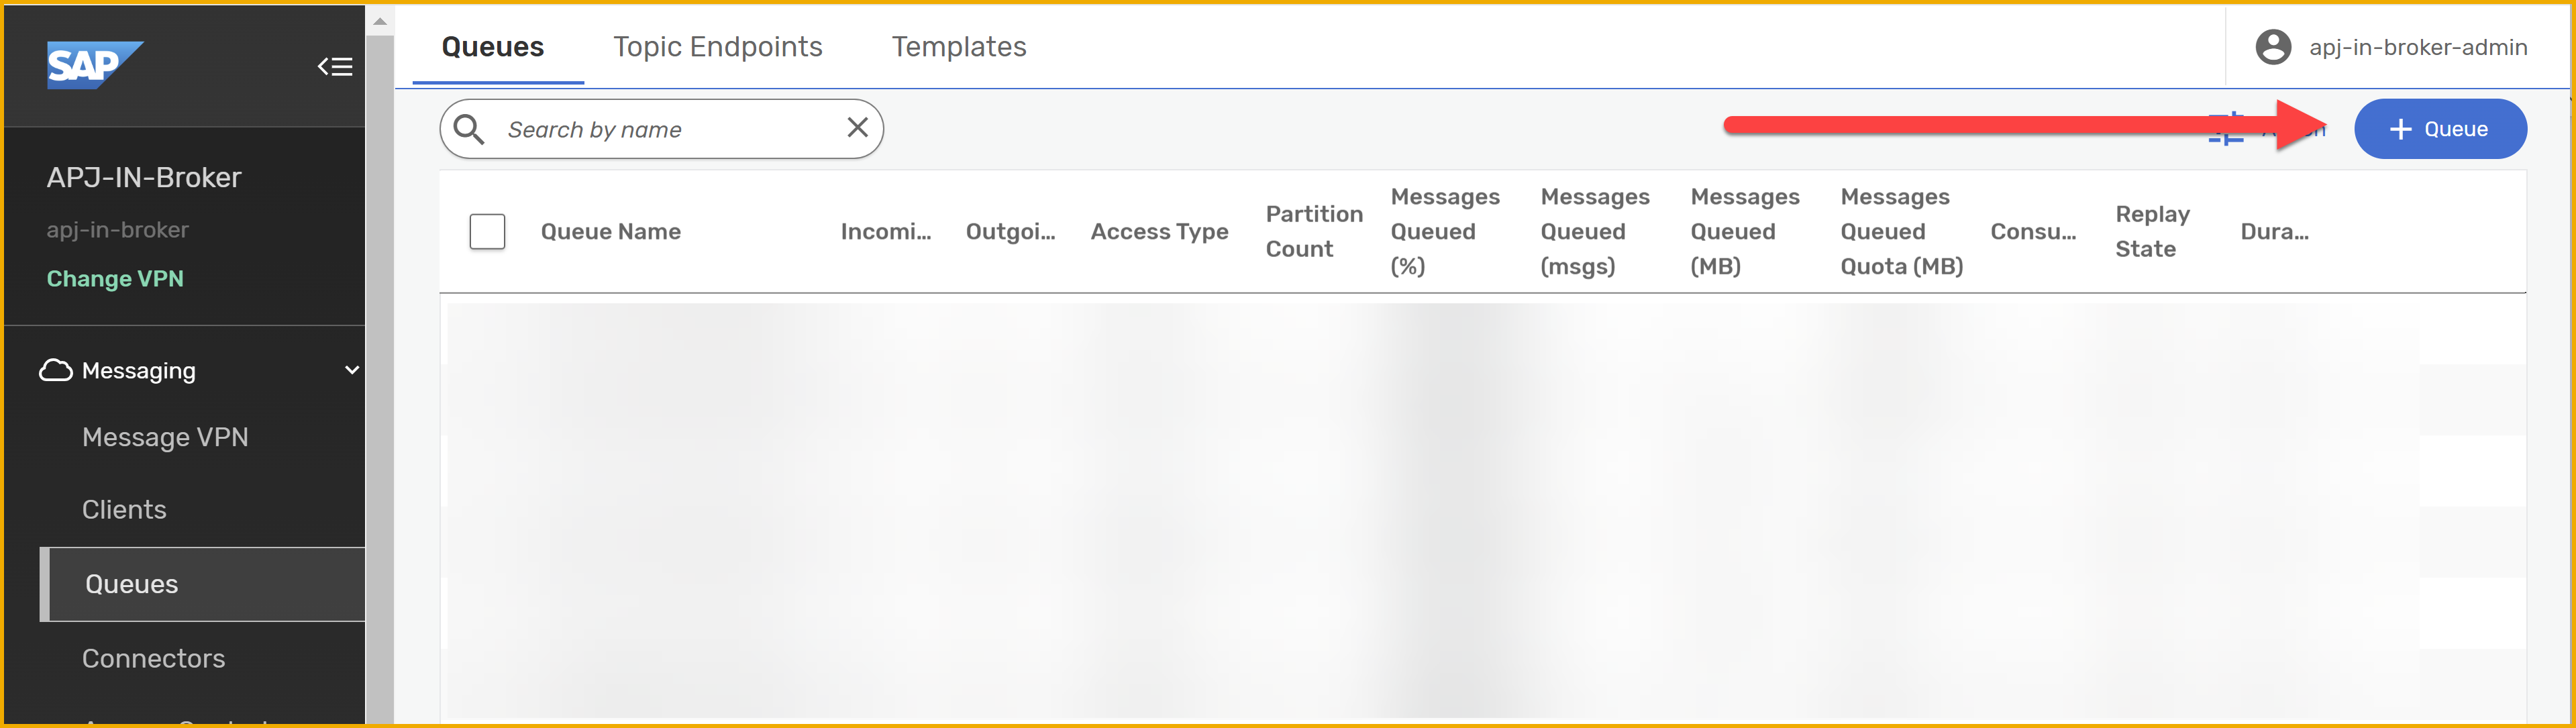 SAP
APJ-IN-Broker
apj-in-broker
Change VPN
Messaging
Message VPN
Clients
Queues
Connectors
Queues Topic Endpoints Templates
apj-in-broker-admin
Search by name
+ Queue
Queue Name Incomi... Outgoi... Access Type Partition Count Messages Queued (%) Messages Queued (msgs) Messages Queued (MB) Messages Queued Quota (MB) Consu... Replay State Dura...